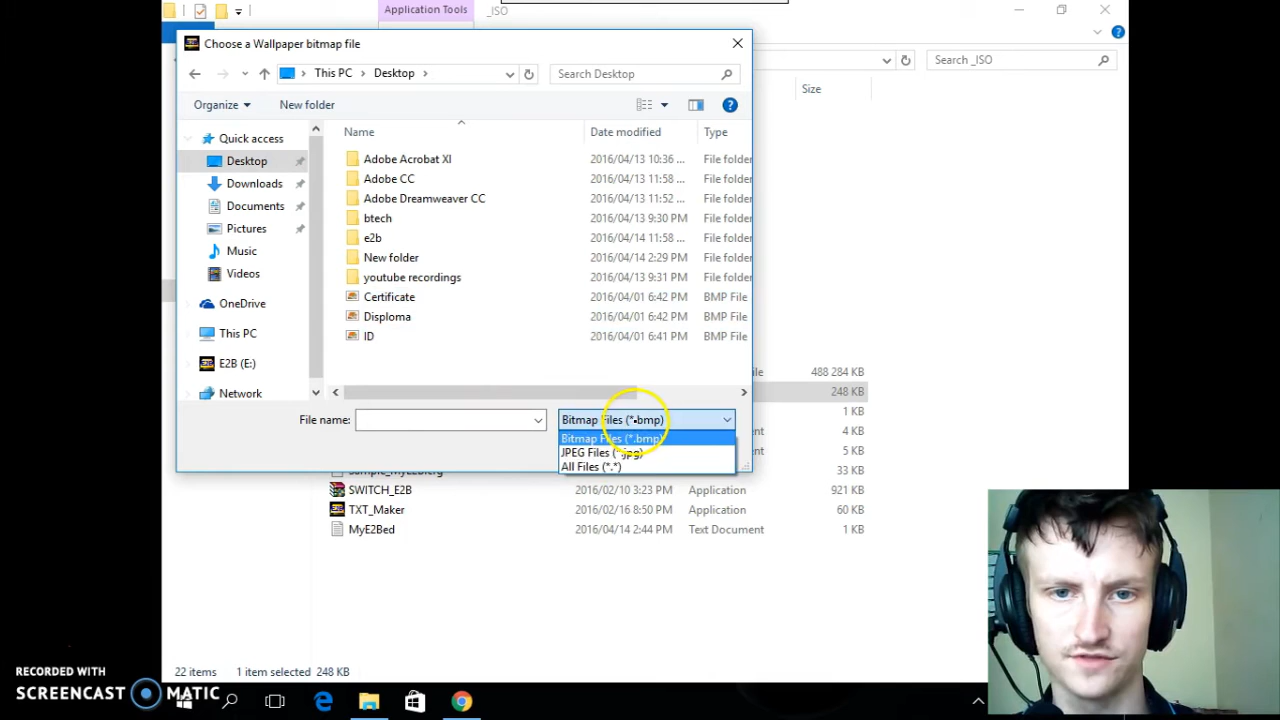 Application Tools
_ISO
Choose a Wallpaper bitmap file
This PC
Desktop
Search Desktop
Search _ISO
Organize
New folder
Size
Quick access
Desktop
Downloads
Documents
Pictures
Music
Videos
OneDrive
This PC
E2B (E:)
Network
Name
Date modified
Type
Adobe Acrobat XI 2016/04/13 10:36 ... File folder
Adobe CC 2016/04/13 11:58 ... File folder
Adobe Dreamweaver CC 2016/04/13 11:52 ... File folder
btech 2016/04/13 9:30 PM File folder
e2b 2016/04/14 11:58 ... File folder
New folder 2016/04/14 2:29 PM File folder
youtube recordings 2016/04/13 9:31 PM File folder
Certificate 2016/04/01 6:42 PM BMP File
Disploma 2016/04/01 6:42 PM BMP File
ID 2016/04/01 6:41 PM BMP File
488 284 KB
248 KB
1 KB
4 KB
4 KB
33 KB
File name:
Bitmap Files (*.bmp)
Bitmap Files (*.bmp)
JPEG Files (*.jpg)
All Files (*.*)
SWITCH_E2B 2016/02/10 3:23 PM Application 921 KB
TXT_Maker 2016/02/16 8:50 PM Application 60 KB
MyE2Bed 2016/04/14 2:44 PM Text Document 1 KB
22 items
1 item selected 248 KB
RECORDED WITH
SCREENCAST MATIC